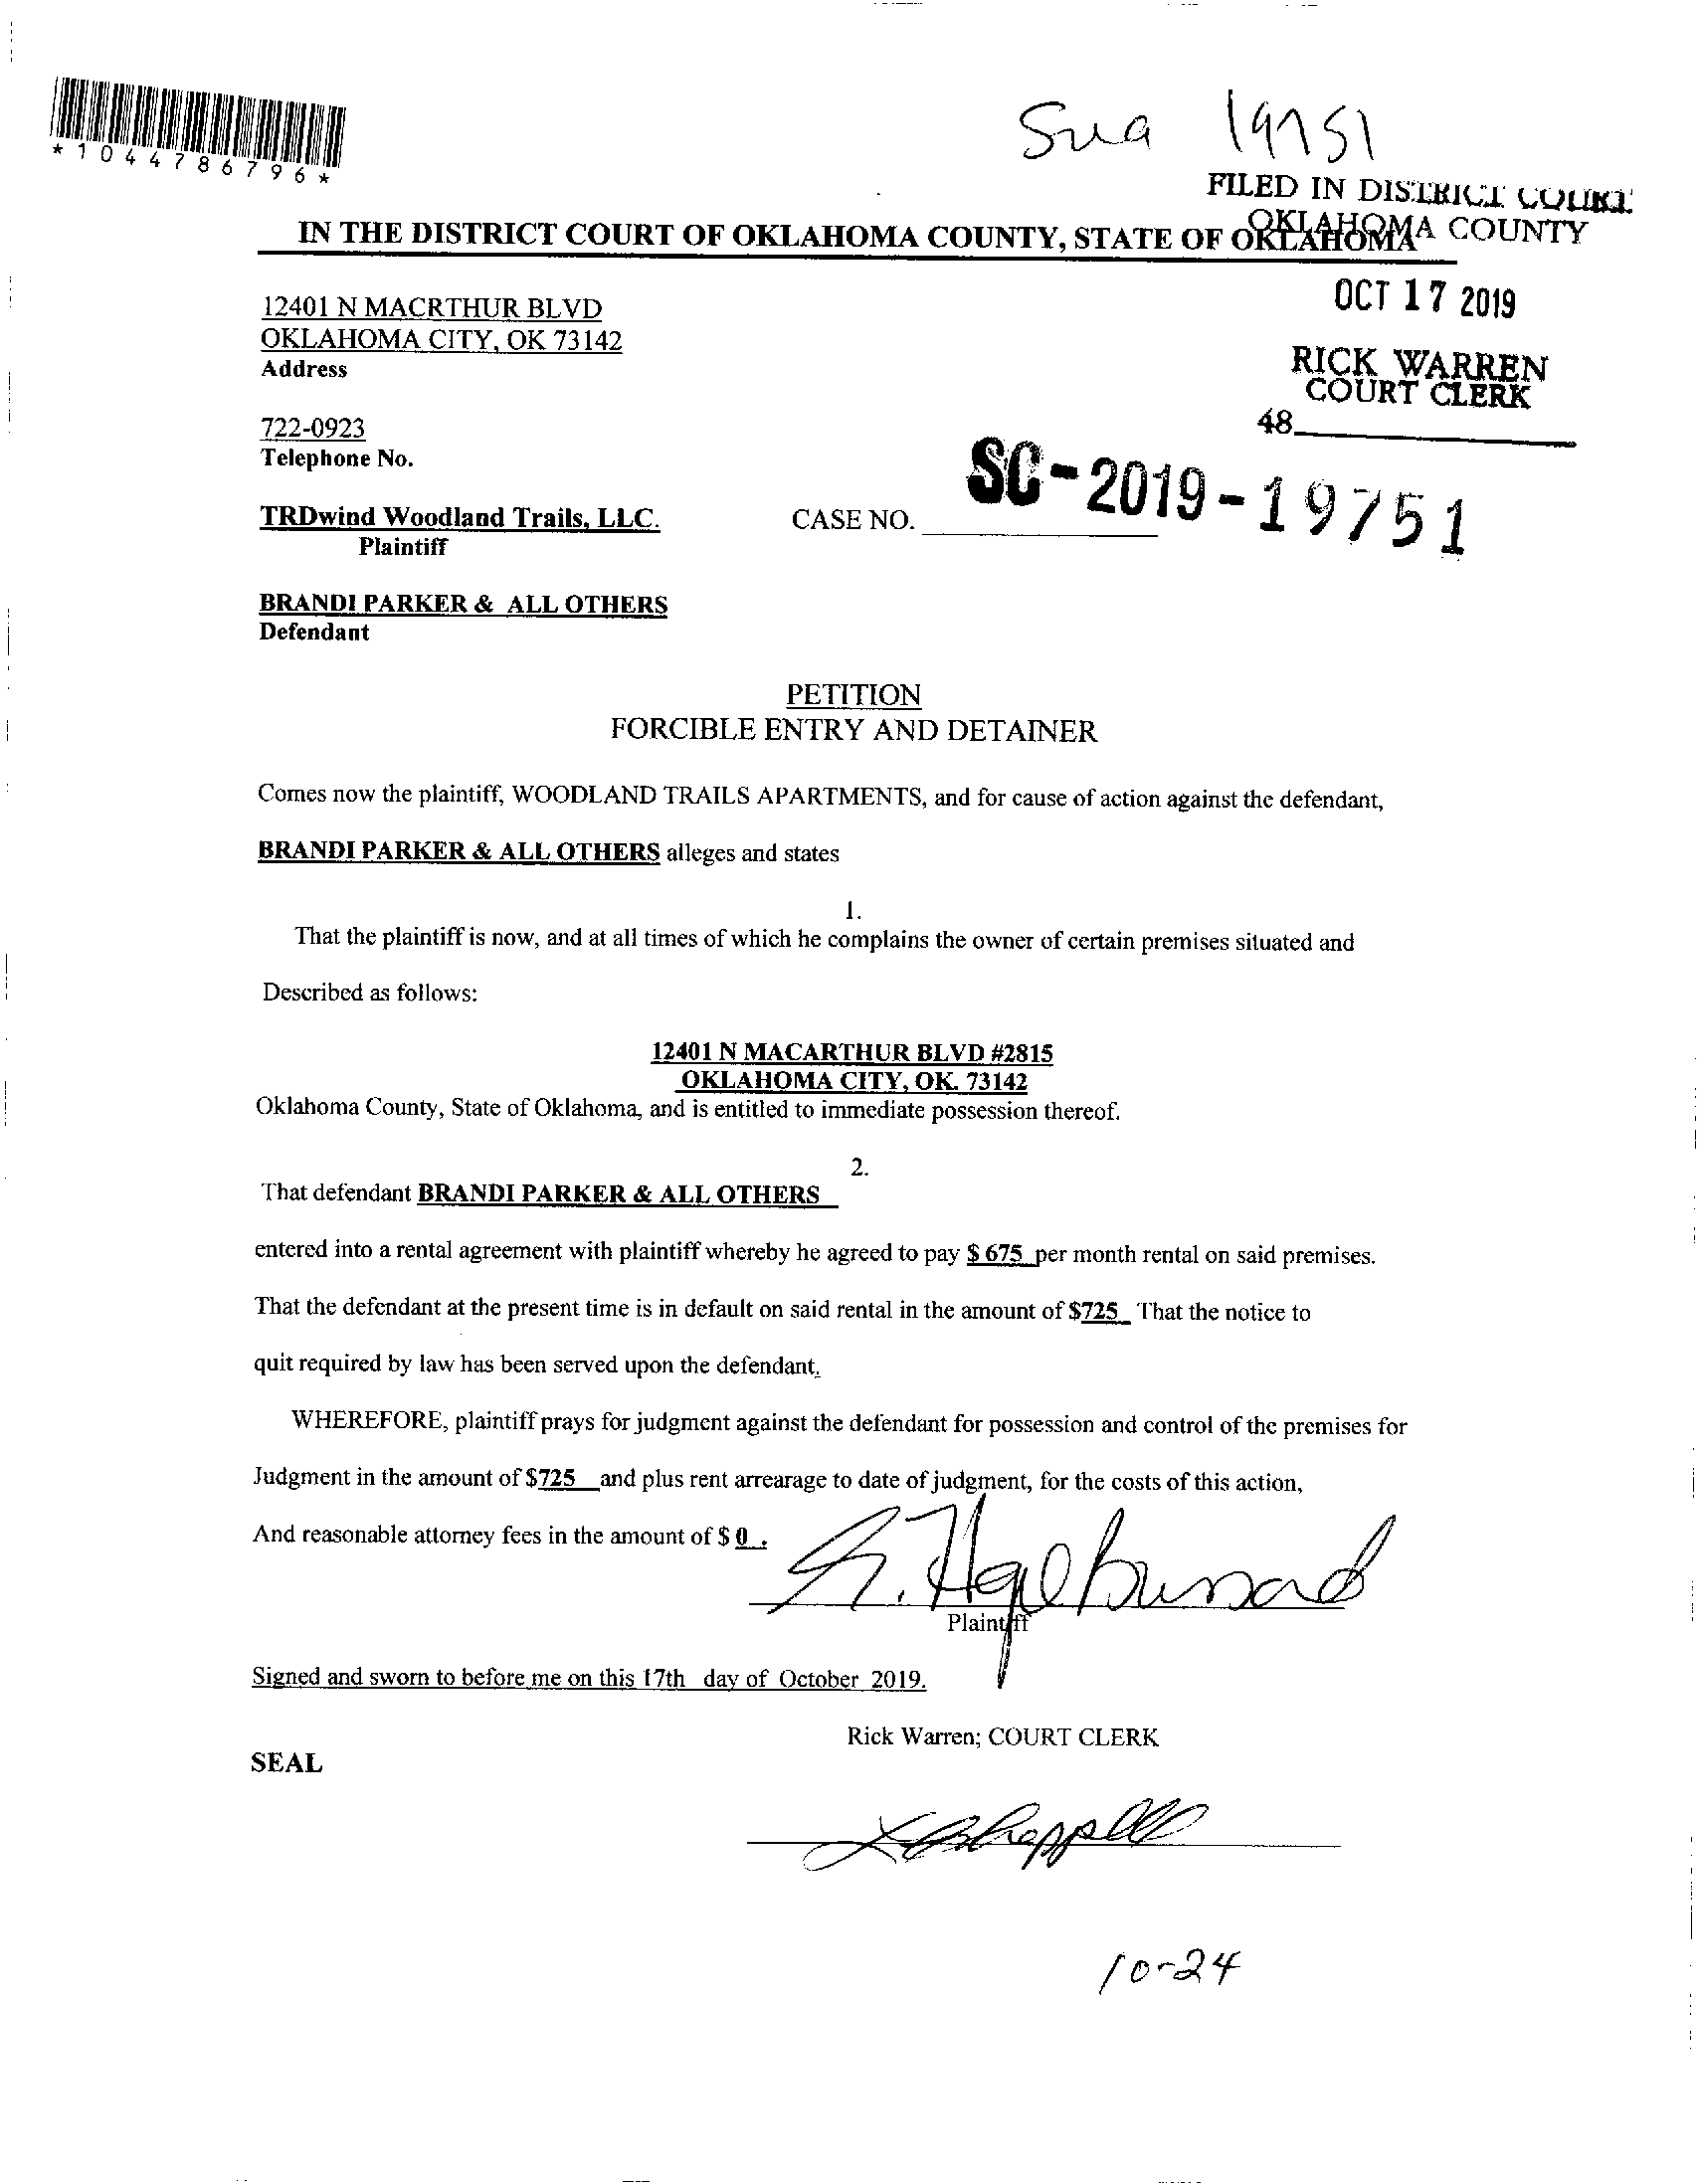 *1044786796*
Sua 19751
FILED IN DISTRICT COURT
OKLAHOMA COUNTY
IN THE DISTRICT COURT OF OKLAHOMA COUNTY, STATE OF OKLAHOMA
OCT 17 2019
12401 N MACRTHUR BLVD
OKLAHOMA CITY, OK 73142
Address
RICK WARREN
COURT CLERK
48
722-0923
Telephone No.
SC-2019-19751
TRDwind Woodland Trails, LLC.
CASE NO.
Plaintiff
BRANDI PARKER & ALL OTHERS
Defendant
PETITION
FORCIBLE ENTRY AND DETAINER
Comes now the plaintiff, WOODLAND TRAILS APARTMENTS, and for cause of action against the defendant,
BRANDI PARKER & ALL OTHERS alleges and states
1.
That the plaintiff is now, and at all times of which he complains the owner of certain premises situated and
Described as follows:
12401 N MACARTHUR BLVD #2815
OKLAHOMA CITY, OK. 73142
Oklahoma County, State of Oklahoma, and is entitled to immediate possession thereof.
2.
That defendant BRANDI PARKER & ALL OTHERS
entered into a rental agreement with plaintiff whereby he agreed to pay $ 675 per month rental on said premises.
That the defendant at the present time is in default on said rental in the amount of $725 That the notice to
quit required by law has been served upon the defendant.
WHEREFORE, plaintiff prays for judgment against the defendant for possession and control of the premises for
Judgment in the amount of $725 and plus rent arrearage to date of judgment, for the costs of this action,
And reasonable attorney fees in the amount of $ 0 .
Plaintiff
Signed and sworn to before me on this 17th day of October 2019.
Rick Warren; COURT CLERK
SEAL
10-24